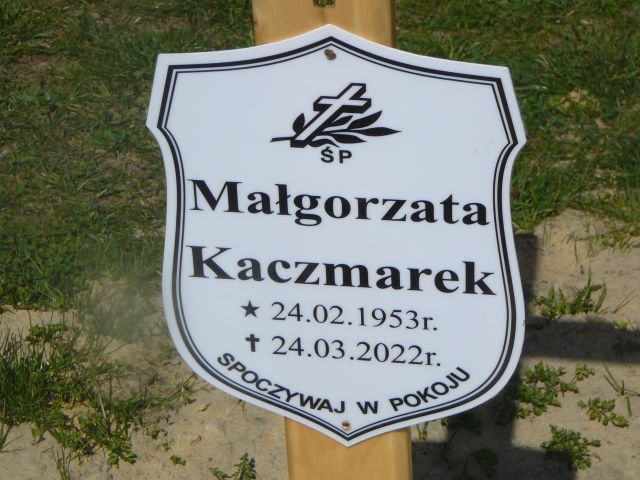 ŚP
Małgorzata
Kaczmarek
★ 24.02.1953r.
✝ 24.03.2022r.
SPOCZYWAJ W POKOJU